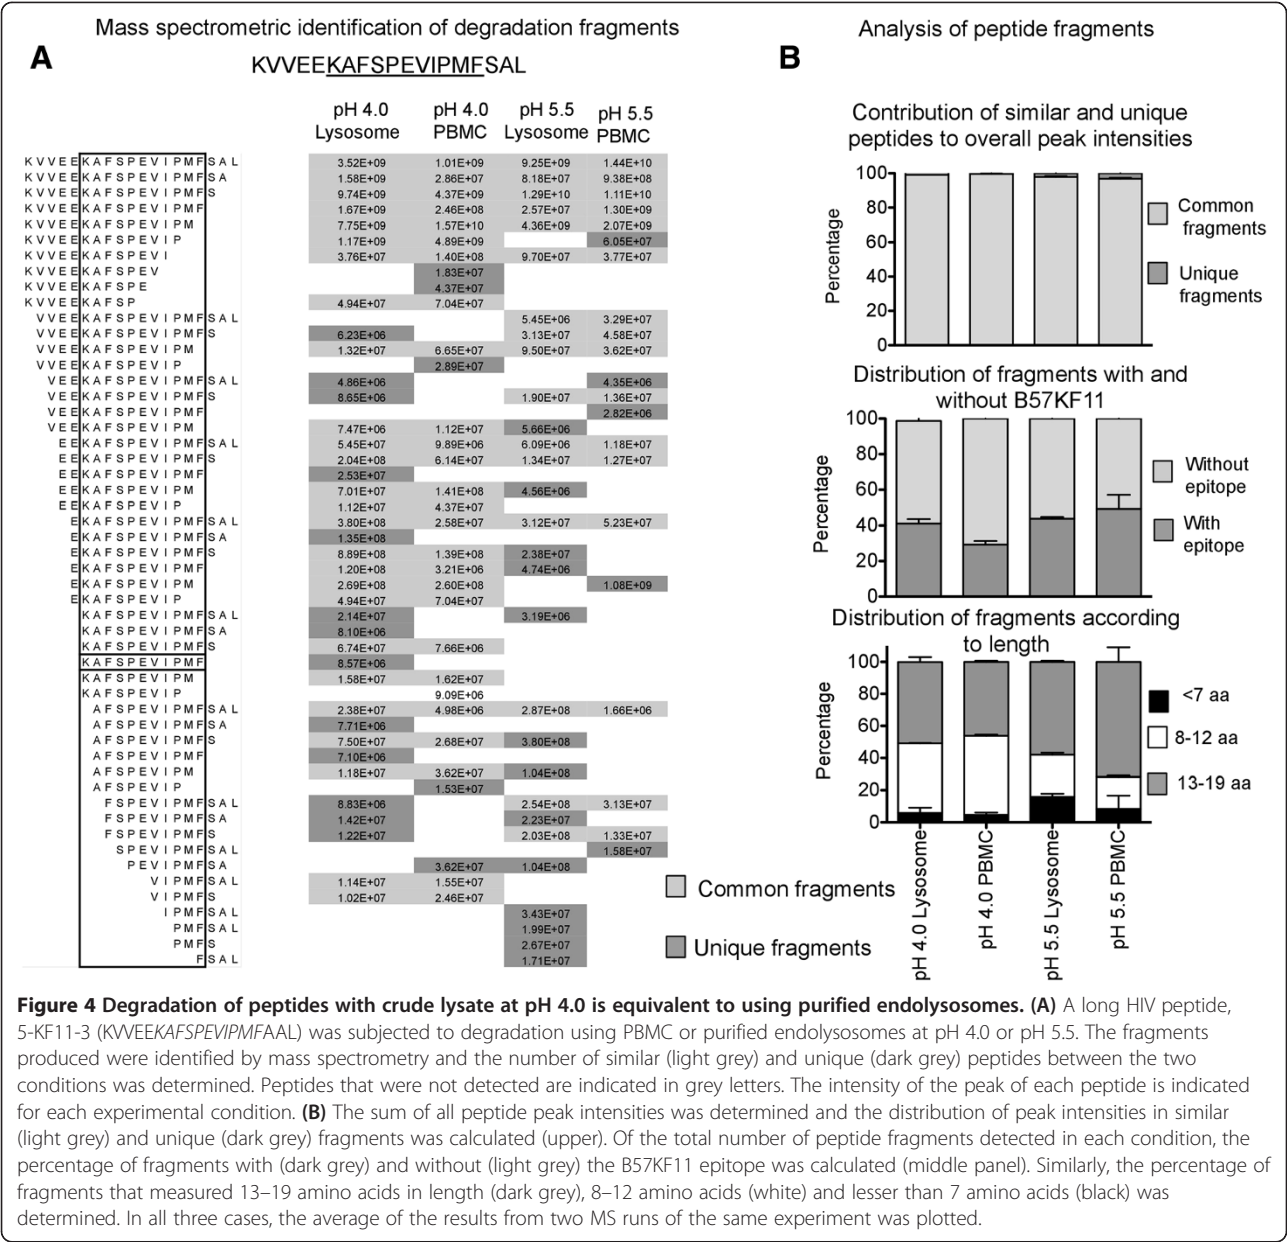 Mass spectrometric identification of degradation fragments
A
KVVEEKAFSPEVIPMFSAL
pH 4.0 Lysosome pH 4.0 PBMC pH 5.5 Lysosome pH 5.5 PBMC
KVVEEKAFSPEVIPMFSAL 3.52E+09 1.01E+09 9.25E+09 1.44E+10
KVVEEKAFSPEVIPMFSA 1.58E+09 2.86E+07 8.18E+07 9.38E+08
KVVEEKAFSPEVIPMFS 9.74E+09 4.37E+09 1.29E+10 1.11E+10
KVVEEKAFSPEVIPMF 1.67E+09 2.46E+08 2.57E+07 1.30E+09
KVVEEKAFSPEVIPM 7.75E+09 1.57E+10 4.36E+09 2.07E+09
KVVEEKAFSPEVIP 1.17E+09 4.89E+09 6.05E+07
KVVEEKAFSPEVI 3.76E+07 1.40E+08 9.70E+07 3.77E+07
KVVEEKAFSPEV 1.83E+07
KVVEEKAFSPE 4.37E+07
KVVEEKAFSP 4.94E+07 7.04E+07
VVEEKAFSPEVIPMFSAL 5.45E+06 3.29E+07
VVEEKAFSPEVIPMFS 6.23E+06 3.13E+07 4.58E+07
VVEEKAFSPEVIPM 1.32E+07 6.65E+07 9.50E+07 3.62E+07
VVEEKAFSPEVIP 2.89E+07
VEEKAFSPEVIPMFSAL 4.86E+06 4.35E+06
VEEKAFSPEVIPMFS 8.65E+06 1.90E+07 1.36E+07
VEEKAFSPEVIPMF 2.82E+06
VEEKAFSPEVIPM 7.47E+06 1.12E+07 5.66E+06
EEKAFSPEVIPMFSAL 5.45E+07 9.89E+06 6.09E+06 1.18E+07
EEKAFSPEVIPMFS 2.04E+08 6.14E+07 1.34E+07 1.27E+07
EEKAFSPEVIPMF 2.53E+07
EEKAFSPEVIPM 7.01E+07 1.41E+08 4.56E+06
EEKAFSPEVIP 1.12E+07 4.37E+07
EKAFSPEVIPMFSAL 3.80E+08 2.58E+07 3.12E+07 5.23E+07
EKAFSPEVIPMFSA 1.35E+08
EKAFSPEVIPMFS 8.89E+08 1.39E+08 2.38E+07
EKAFSPEVIPMF 1.20E+08 3.21E+06 4.74E+06
EKAFSPEVIPM 2.69E+08 2.60E+08 1.08E+09
EKAFSPEVIP 4.94E+07 7.04E+07
KAFSPEVIPMFSAL 2.14E+07 3.19E+06
KAFSPEVIPMFSA 8.10E+06
KAFSPEVIPMFS 6.74E+07 7.66E+06
KAFSPEVIPMF 8.57E+06
KAFSPEVIPM 1.58E+07 1.62E+07
KAFSPEVIP 9.09E+06
AFSPEVIPMFSAL 2.38E+07 4.98E+06 2.87E+08 1.66E+06
AFSPEVIPMFSA 7.71E+06
AFSPEVIPMFS 7.50E+07 2.68E+07 3.80E+08
AFSPEVIPMF 7.10E+06
AFSPEVIPM 1.18E+07 3.62E+07 1.04E+08
AFSPEVIP 1.53E+07
FSPEVIPMFSAL 8.83E+06 2.54E+08 3.13E+07
FSPEVIPMFSA 1.42E+07 2.23E+07
FSPEVIPMFS 1.22E+07 2.03E+08 1.33E+07
SPEVIPMFSAL 1.58E+07
PEVIPMFSA 3.62E+07 1.04E+08
VIPMFSAL 1.14E+07 1.55E+07
VIPMFS 1.02E+07 2.46E+07
IPMFSAL 3.43E+07
PMFSAL 1.99E+07
PMFS 2.67E+07
FSAL 1.71E+07
Common fragments
Unique fragments
Analysis of peptide fragments
B
Contribution of similar and unique
peptides to overall peak intensities
Percentage
100
80
60
40
20
0
Common
fragments
Unique
fragments
Distribution of fragments with and
without B57KF11
Percentage
100
80
60
40
20
0
Without
epitope
With
epitope
Distribution of fragments according
to length
Percentage
100
80
60
40
20
0
<7 aa
8-12 aa
13-19 aa
pH 4.0 Lysosome
pH 4.0 PBMC
pH 5.5 Lysosome
pH 5.5 PBMC
Figure 4 Degradation of peptides with crude lysate at pH 4.0 is equivalent to using purified endolysosomes. (A) A long HIV peptide,
5-KF11-3 (KVVEEKAFSPEVIPMFAAL) was subjected to degradation using PBMC or purified endolysosomes at pH 4.0 or pH 5.5. The fragments
produced were identified by mass spectrometry and the number of similar (light grey) and unique (dark grey) peptides between the two
conditions was determined. Peptides that were not detected are indicated in grey letters. The intensity of the peak of each peptide is indicated
for each experimental condition. (B) The sum of all peptide peak intensities was determined and the distribution of peak intensities in similar
(light grey) and unique (dark grey) fragments was calculated (upper). Of the total number of peptide fragments detected in each condition, the
percentage of fragments with (dark grey) and without (light grey) the B57KF11 epitope was calculated (middle panel). Similarly, the percentage of
fragments that measured 13–19 amino acids in length (dark grey), 8–12 amino acids (white) and lesser than 7 amino acids (black) was
determined. In all three cases, the average of the results from two MS runs of the same experiment was plotted.